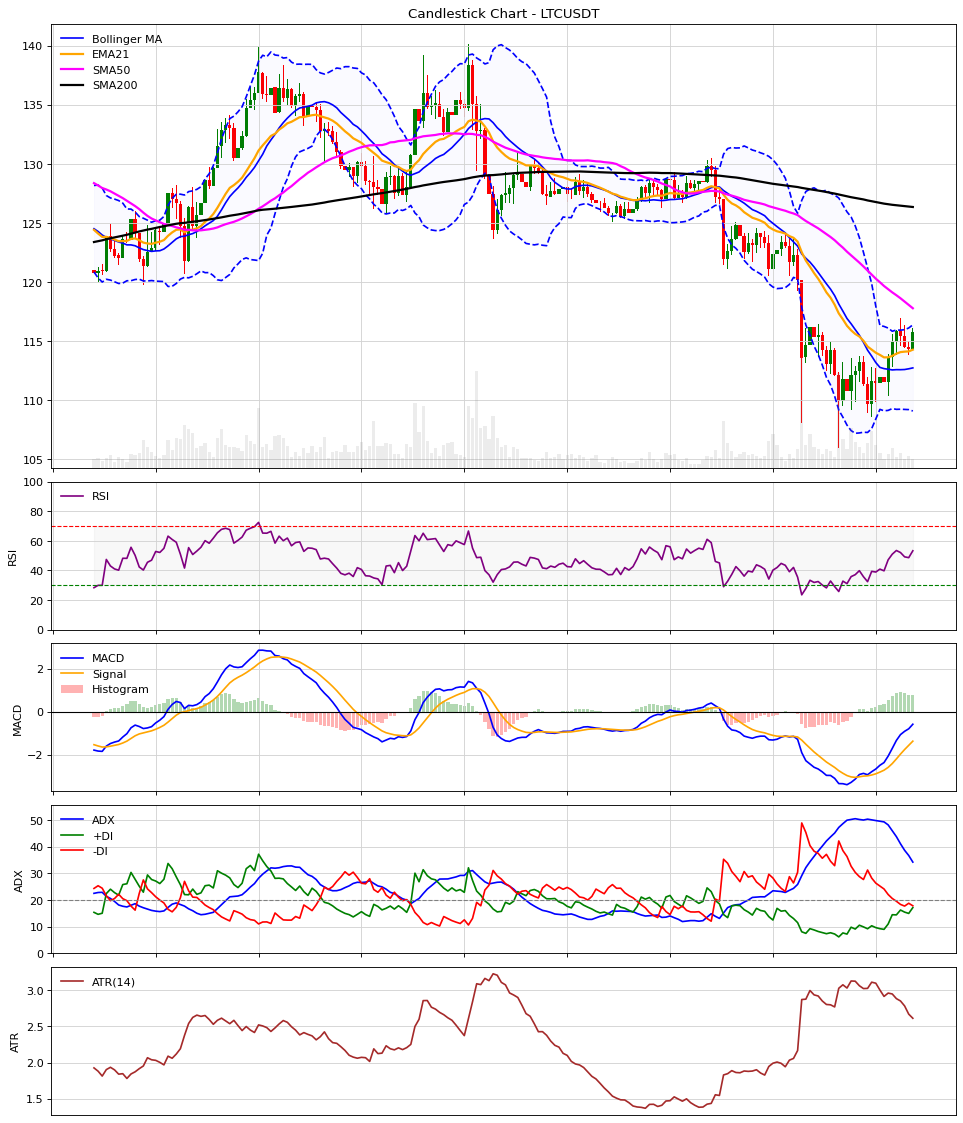 Candlestick Chart - LTCUSDT
Bollinger MA
EMA21
SMA50
SMA200
140
135
130
125
120
115
110
105
RSI
100
80
60
40
20
0
RSI
MACD
Signal
Histogram
2
0
−2
MACD
ADX
+DI
-DI
50
40
30
20
10
0
ADX
ATR(14)
3.0
2.5
2.0
1.5
ATR